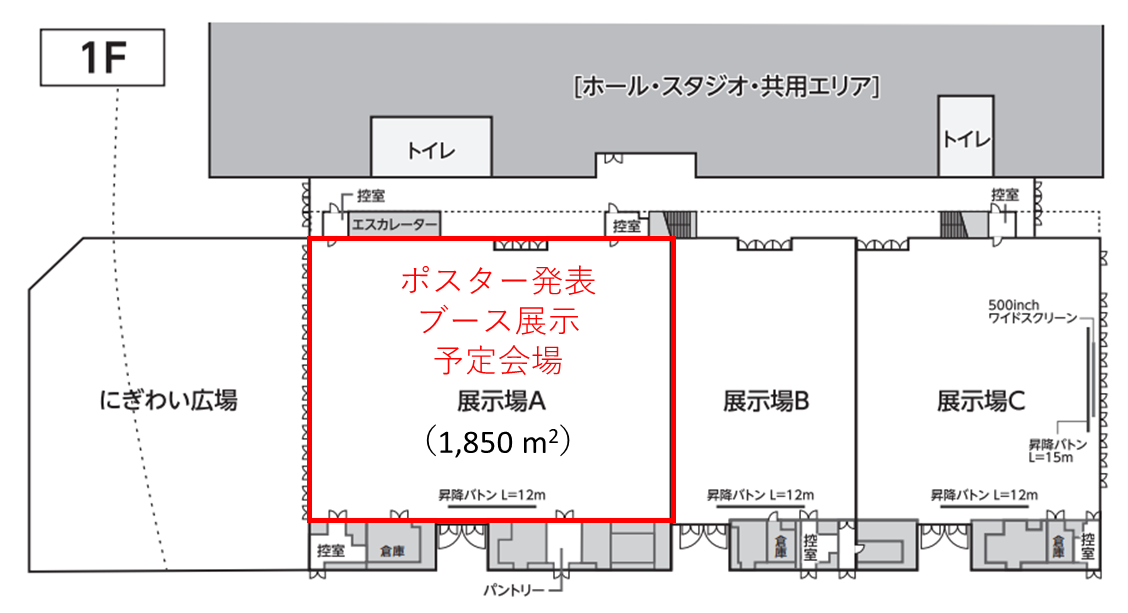 1F
[ホール・スタジオ・共用エリア]
トイレ
トイレ
控室
控室
エスカレーター
控室
ポスター発表
ブース展示
予定会場
500inch
ワイドスクリーン
にぎわい広場
展示場A
展示場B
展示場C
（1,850 m²）
昇降バトン
L=15m
昇降バトン L=12m
昇降バトン L=12m
昇降バトン L=12m
控室
倉庫
倉庫
控室
倉庫
控室
パントリー